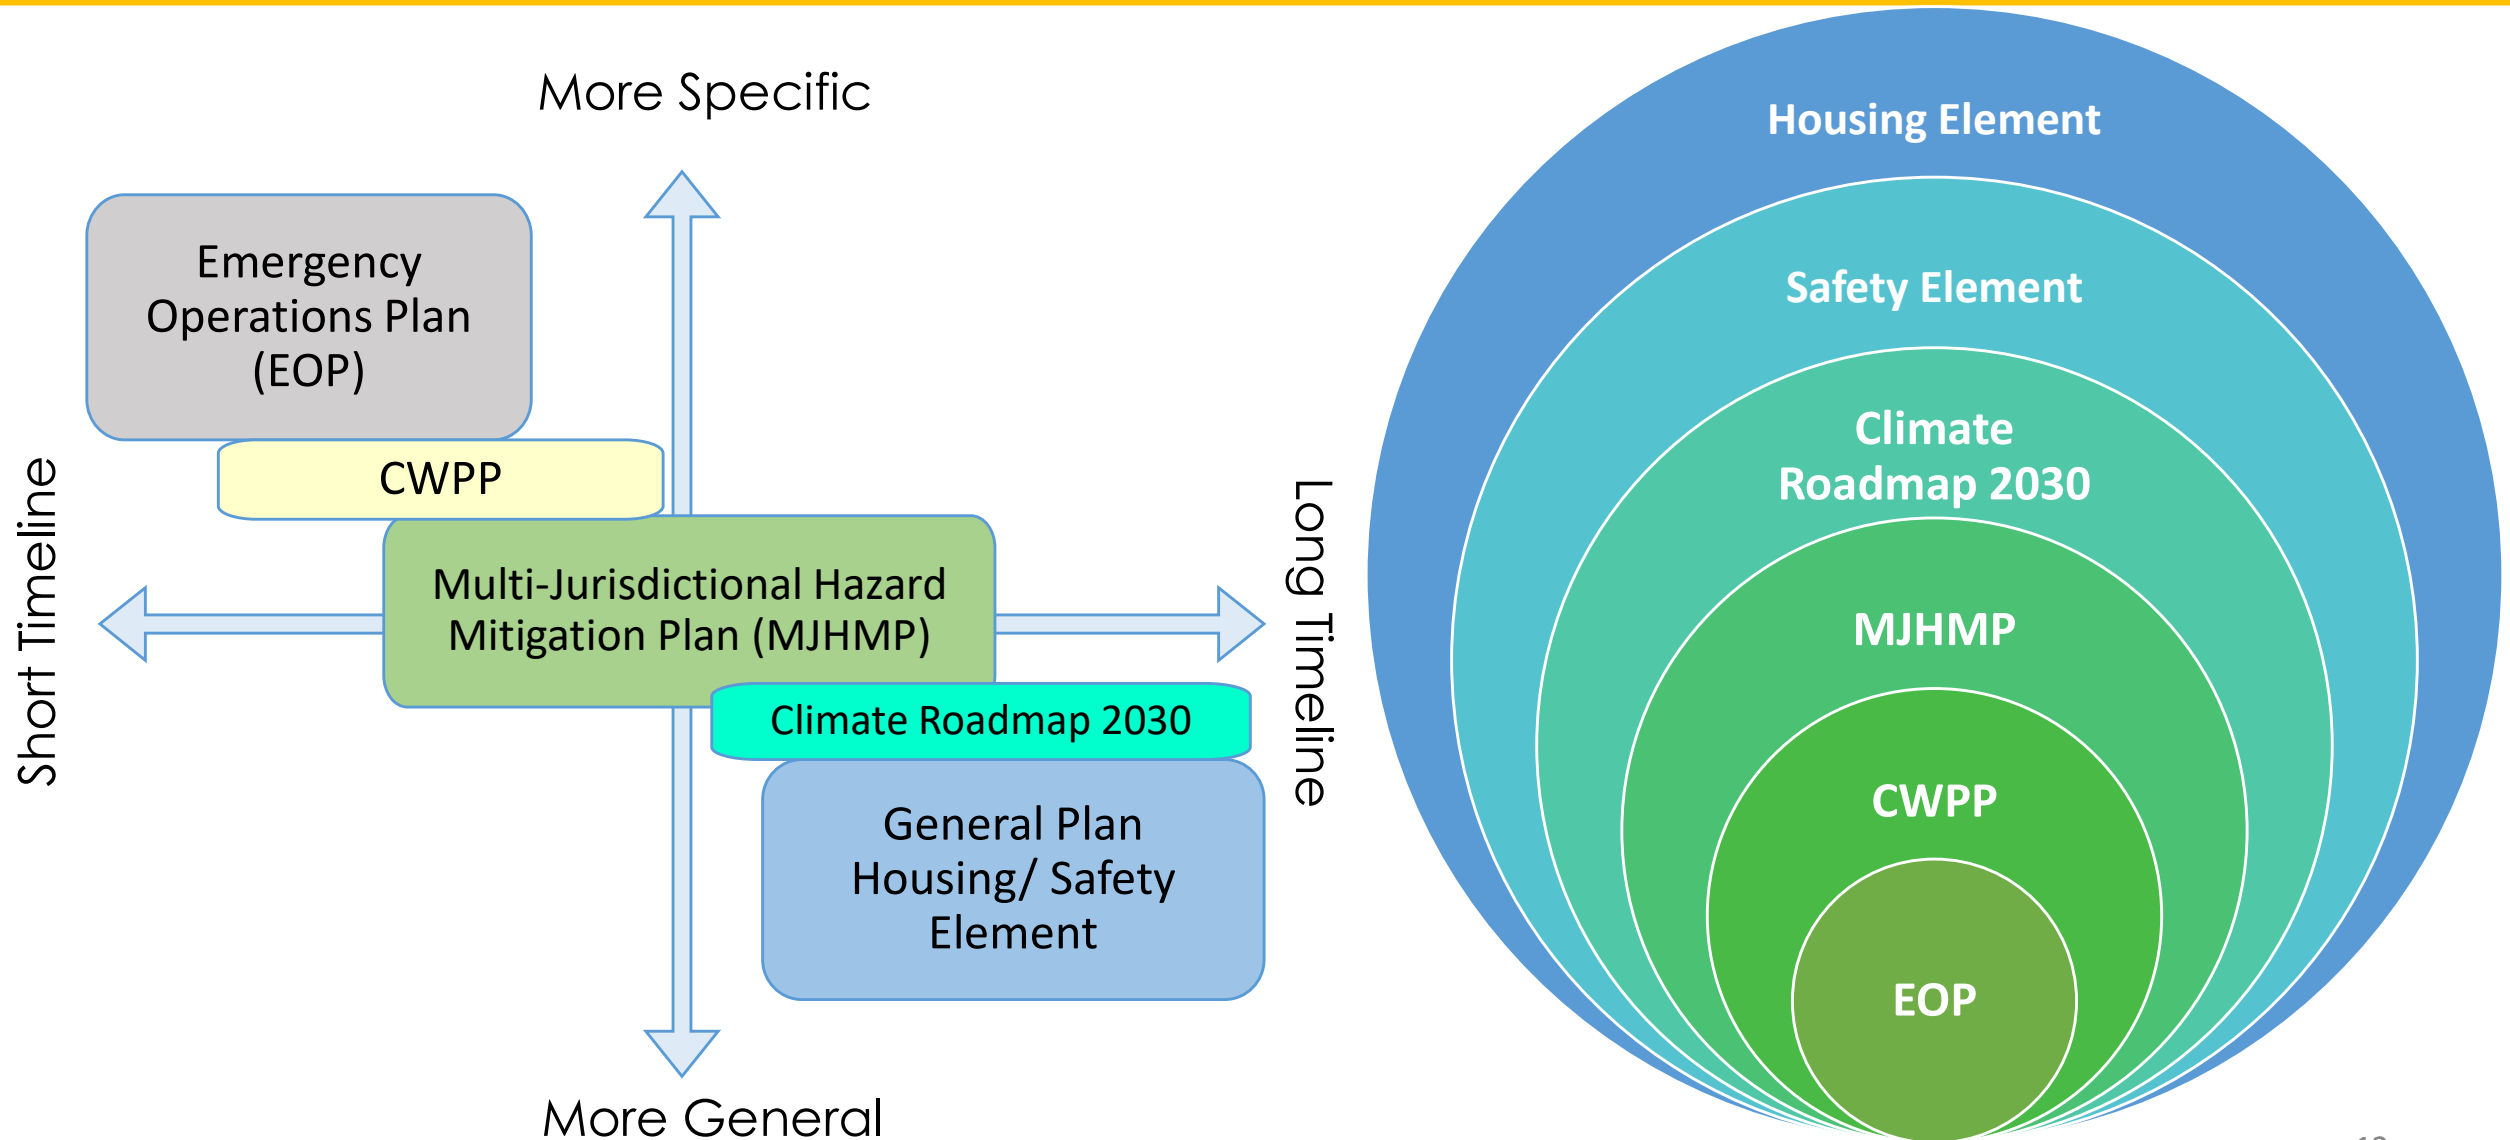 More Specific
Emergency
Operations Plan
(EOP)
CWPP
Multi-Jurisdictional Hazard
Mitigation Plan (MJHMP)
Climate Roadmap 2030
General Plan
Housing/ Safety
Element
More General
Short Timeline
Long Timeline
Housing Element
Safety Element
Climate
Roadmap 2030
MJHMP
CWPP
EOP